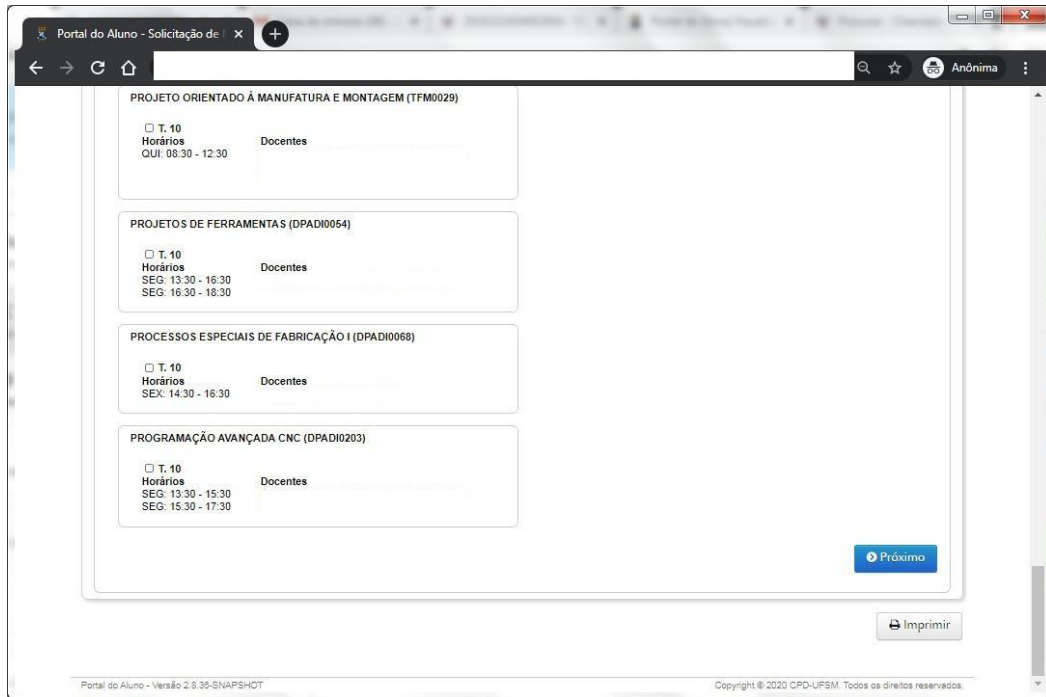 Portal do Aluno - Solicitação de
Anônima
PROJETO ORIENTADO À MANUFATURA E MONTAGEM (TFM0029)
T. 10
Horários Docentes
QUI: 08:30 - 12:30
PROJETOS DE FERRAMENTAS (DPADI0054)
T. 10
Horários Docentes
SEG: 13:30 - 16:30
SEG: 16:30 - 18:30
PROCESSOS ESPECIAIS DE FABRICAÇÃO I (DPADI0068)
T. 10
Horários Docentes
SEX: 14:30 - 16:30
PROGRAMAÇÃO AVANÇADA CNC (DPADI0203)
T. 10
Horários Docentes
SEG: 13:30 - 15:30
SEG: 15:30 - 17:30
Próximo
Imprimir
Portal do Aluno - Versão 2.8.36-SNAPSHOT Copyright © 2020 CPD-UFSM. Todos os direitos reservados.